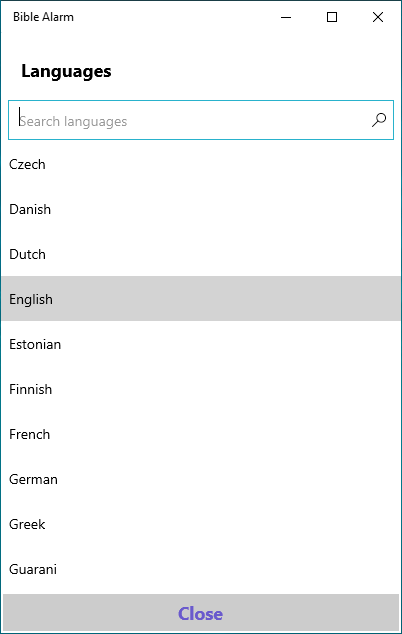 Bible Alarm
Languages
Search languages
Czech
Danish
Dutch
English
Estonian
Finnish
French
German
Greek
Guarani
Close